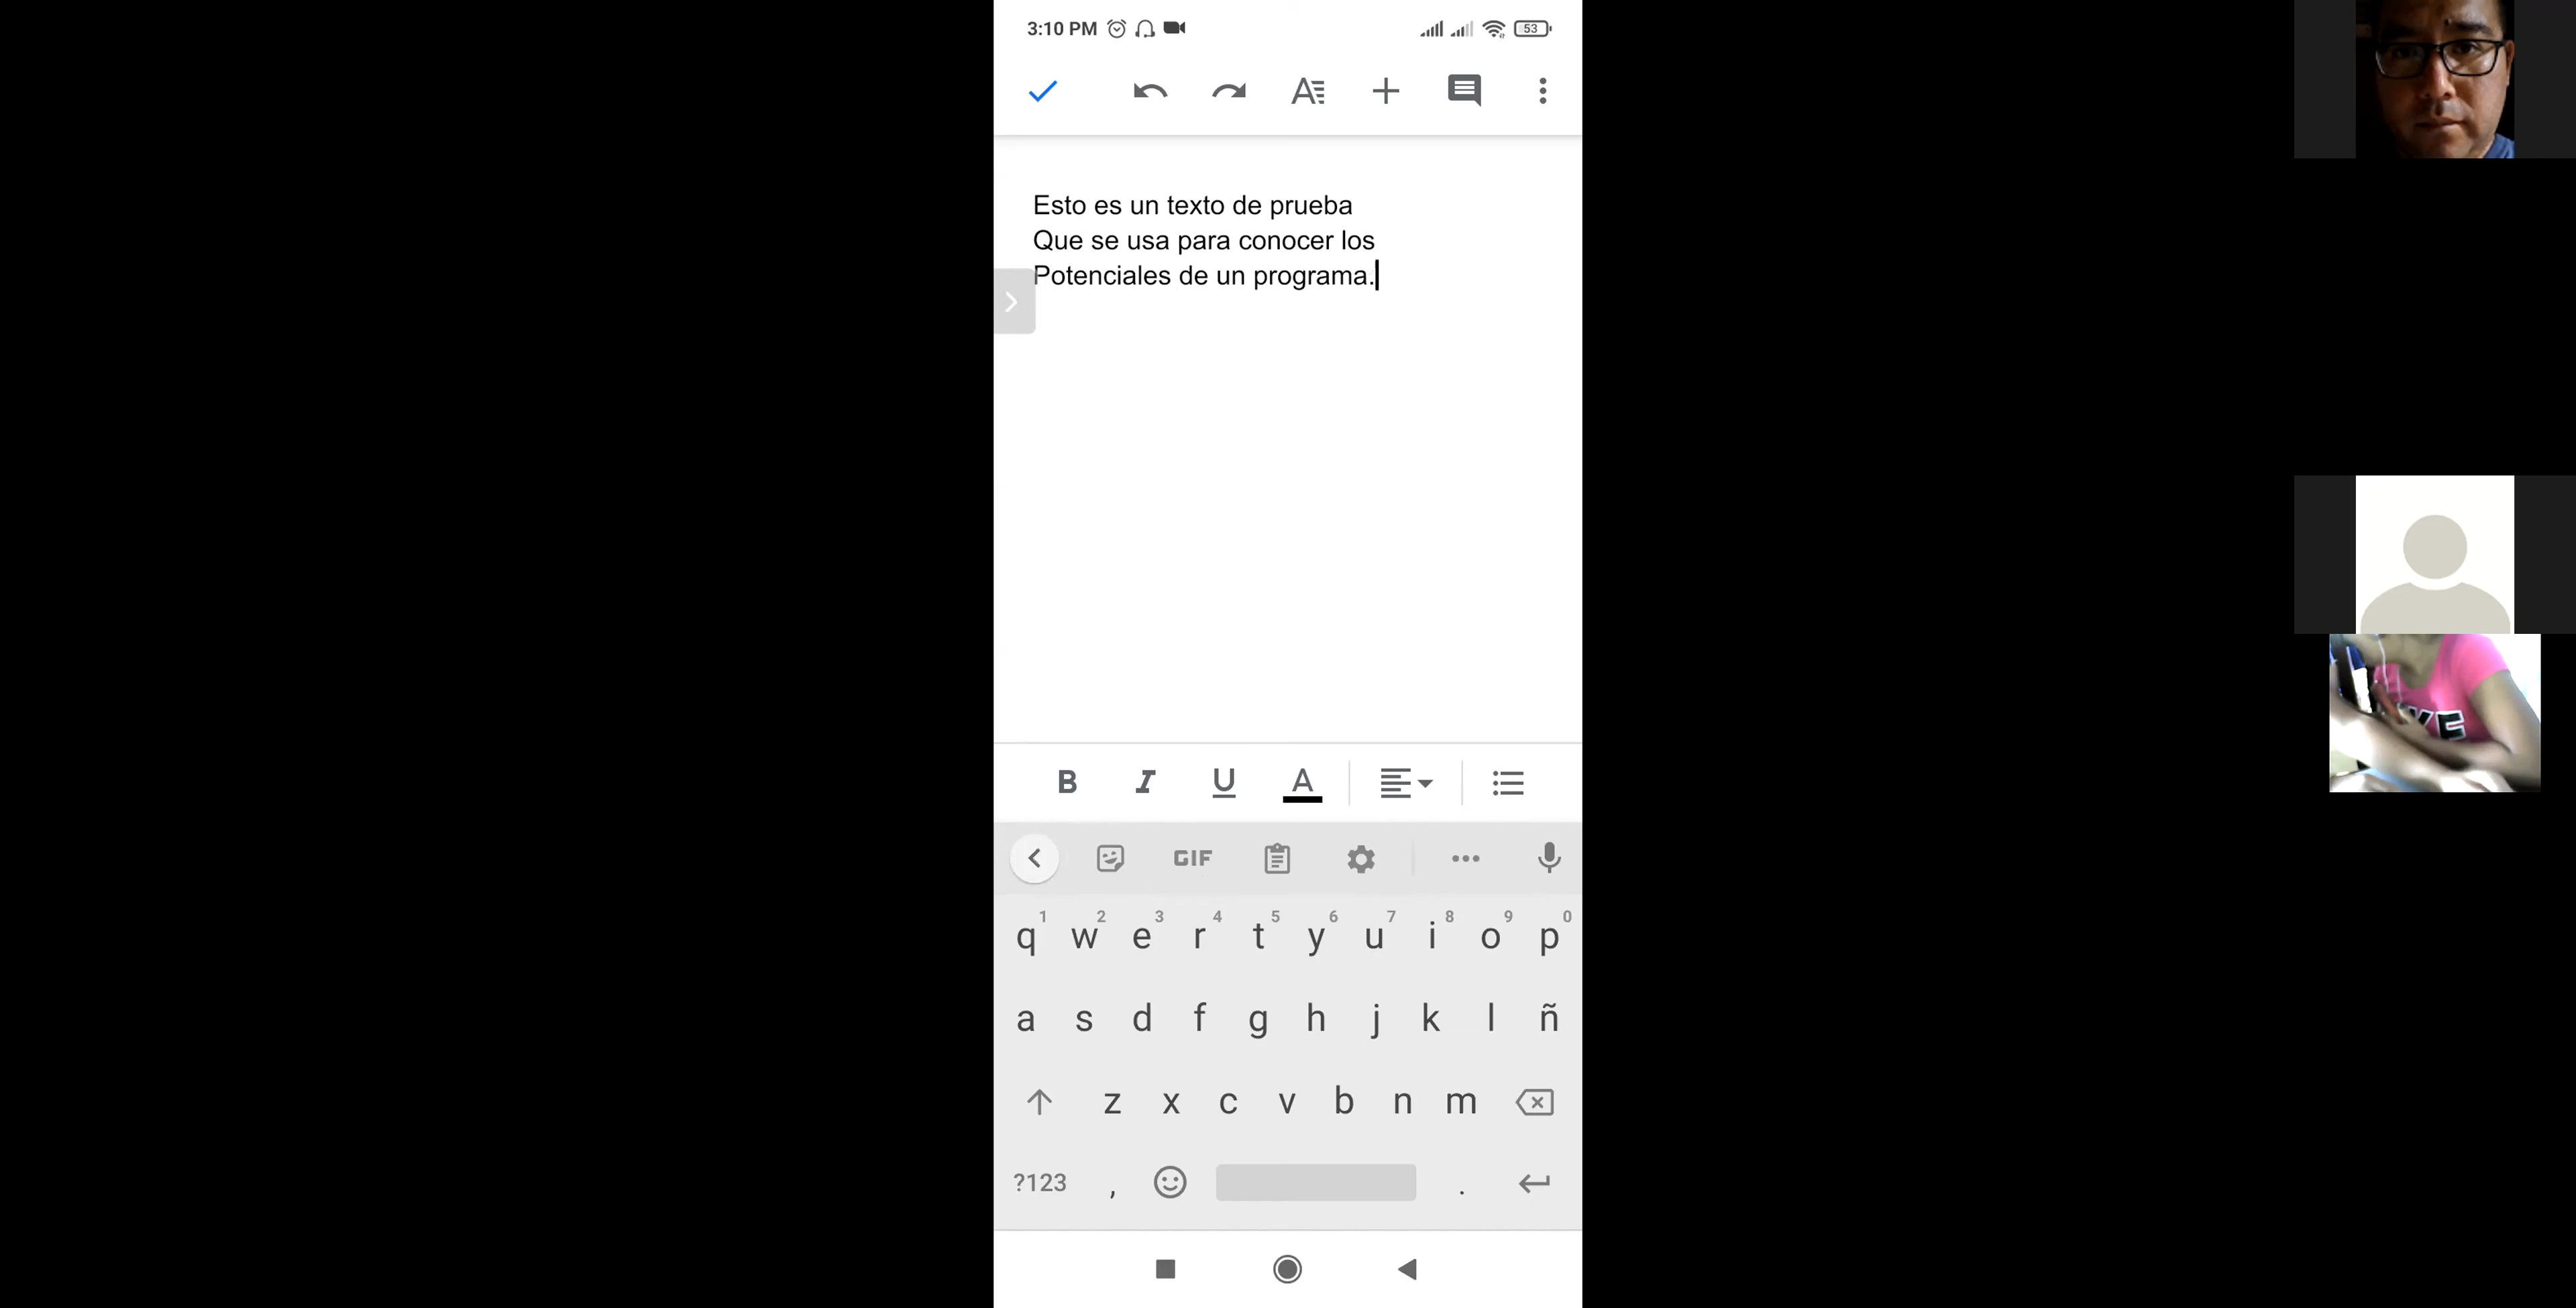 3:10 PM
53
Esto es un texto de prueba
Que se usa para conocer los
Potenciales de un programa.
B I U A
GIF
1 2 3 4 5 6 7 8 9 0
q w e r t y u i o p
a s d f g h j k l ñ
z x c v b n m
?123 , .